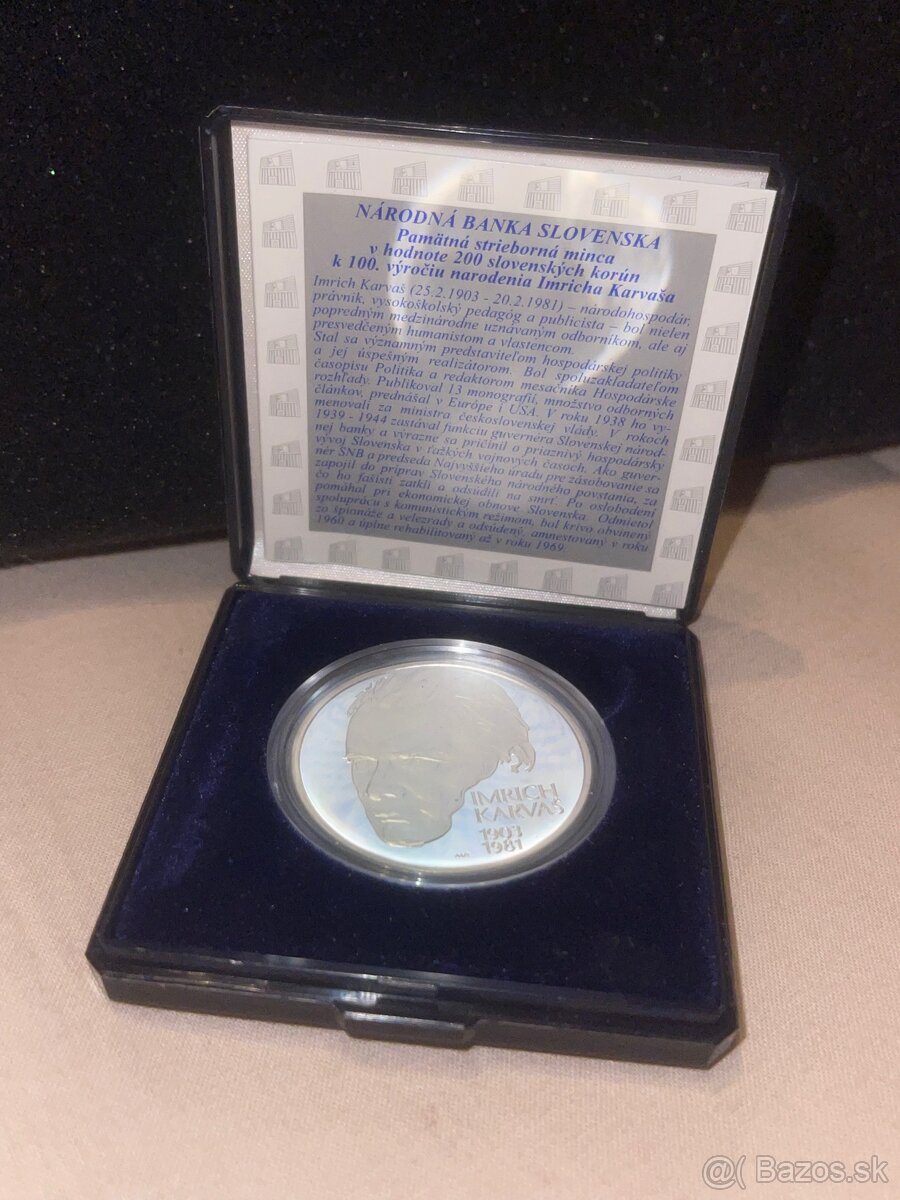 NÁRODNÁ BANKA SLOVENSKA
Pamätná strieborná minca
v hodnote 200 slovenských korún
k 100. výročiu narodenia Imricha Karvaša
Imrich Karvaš (25.2.1903 - 20.2.1981) – národohospodár,
právnik, vysokoškolský pedagóg a publicista – bol nielen
popredným medzinárodne uznávaným odborníkom, ale aj
presvedčeným humanistom a vlastencom.
Stal sa významným predstaviteľom hospodárskej politiky
a jej úspešným realizátorom. Bol spoluzakladateľom
časopisu Politika a redaktorom mesačníka Hospodárske
rozhľady. Publikoval 13 monografií, množstvo odborných
článkov, prednášal v Európe i USA. V roku 1938 ho vy-
menovali za ministra československej vlády. V rokoch
1939 - 1944 zastával funkciu guvernéra Slovenskej národ-
nej banky a výrazne sa pričinil o priaznivý hospodársky
vývoj Slovenska v ťažkých vojnových časoch. Ako guver-
nér SNB a predseda Najvyššieho úradu pre zásobovanie sa
zapojil do príprav Slovenského národného povstania, za
čo ho fašisti zatkli a odsúdili na smrť. Po oslobodení
pomáhal pri ekonomickej obnove Slovenska. Odmietol
spoluprácu s komunistickým režimom, bol krivo obvinený
zo špionáže a velezrady a odsúdený, amnestovaný v roku
1960 a úplne rehabilitovaný až v roku 1969
IMRICH
KARVAŠ
1903
1981
@( Bazos.sk